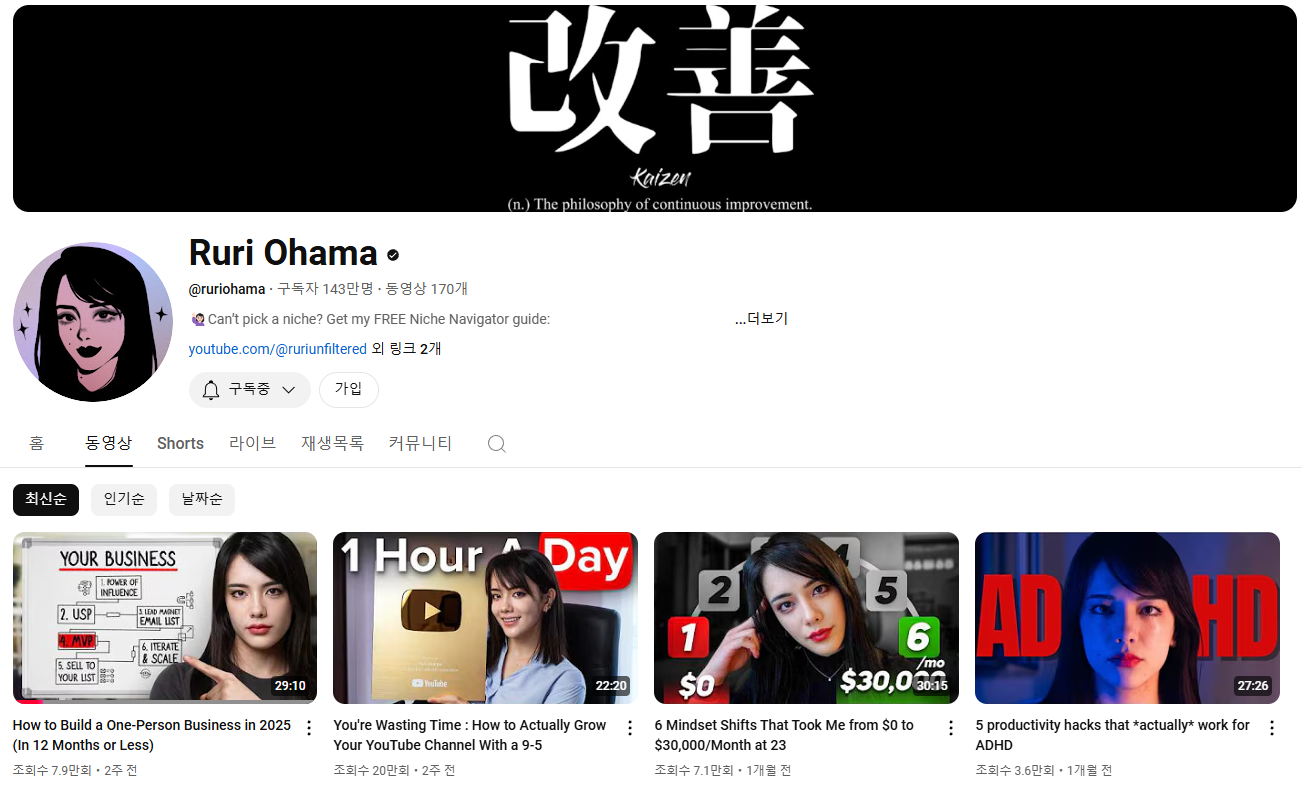 改善
Kaizen
(n.) The philosophy of continuous improvement.
Ruri Ohama
@ruriohama · 구독자 143만명 · 동영상 170개
Can't pick a niche? Get my FREE Niche Navigator guide: ...더보기
youtube.com/@ruriunfiltered 외 링크 2개
구독중 가입
홈 동영상 Shorts 라이브 재생목록 커뮤니티
최신순 인기순 날짜순
YOUR BUSINESS
1. POWER OF
INFLUENCE
2. USP
3. LEAD MAGNET
EMAIL LIST
4. MVP
6. ITERATE
& SCALE
5. SELL TO
YOUR LIST
29:10
1 Hour A Day
YouTube
22:20
2 4 5
1 6
$0 $30,000 /mo
30:15
ADHD
27:26
How to Build a One-Person Business in 2025
(In 12 Months or Less)
조회수 7.9만회 • 2주 전
You're Wasting Time : How to Actually Grow
Your YouTube Channel With a 9-5
조회수 20만회 • 2주 전
6 Mindset Shifts That Took Me from $0 to
$30,000/Month at 23
조회수 7.1만회 • 1개월 전
5 productivity hacks that *actually* work for
ADHD
조회수 3.6만회 • 1개월 전